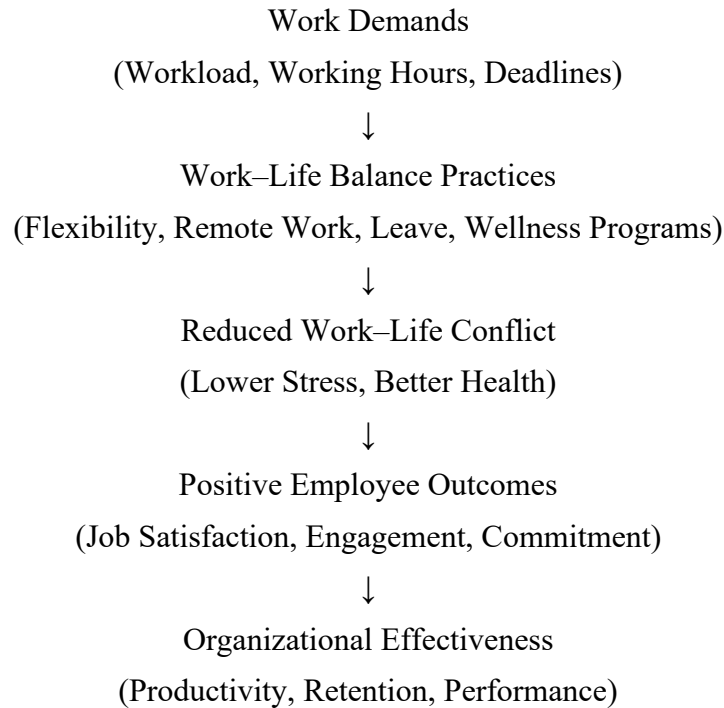 Work Demands
(Workload, Working Hours, Deadlines)
↓
Work–Life Balance Practices
(Flexibility, Remote Work, Leave, Wellness Programs)
↓
Reduced Work–Life Conflict
(Lower Stress, Better Health)
↓
Positive Employee Outcomes
(Job Satisfaction, Engagement, Commitment)
↓
Organizational Effectiveness
(Productivity, Retention, Performance)